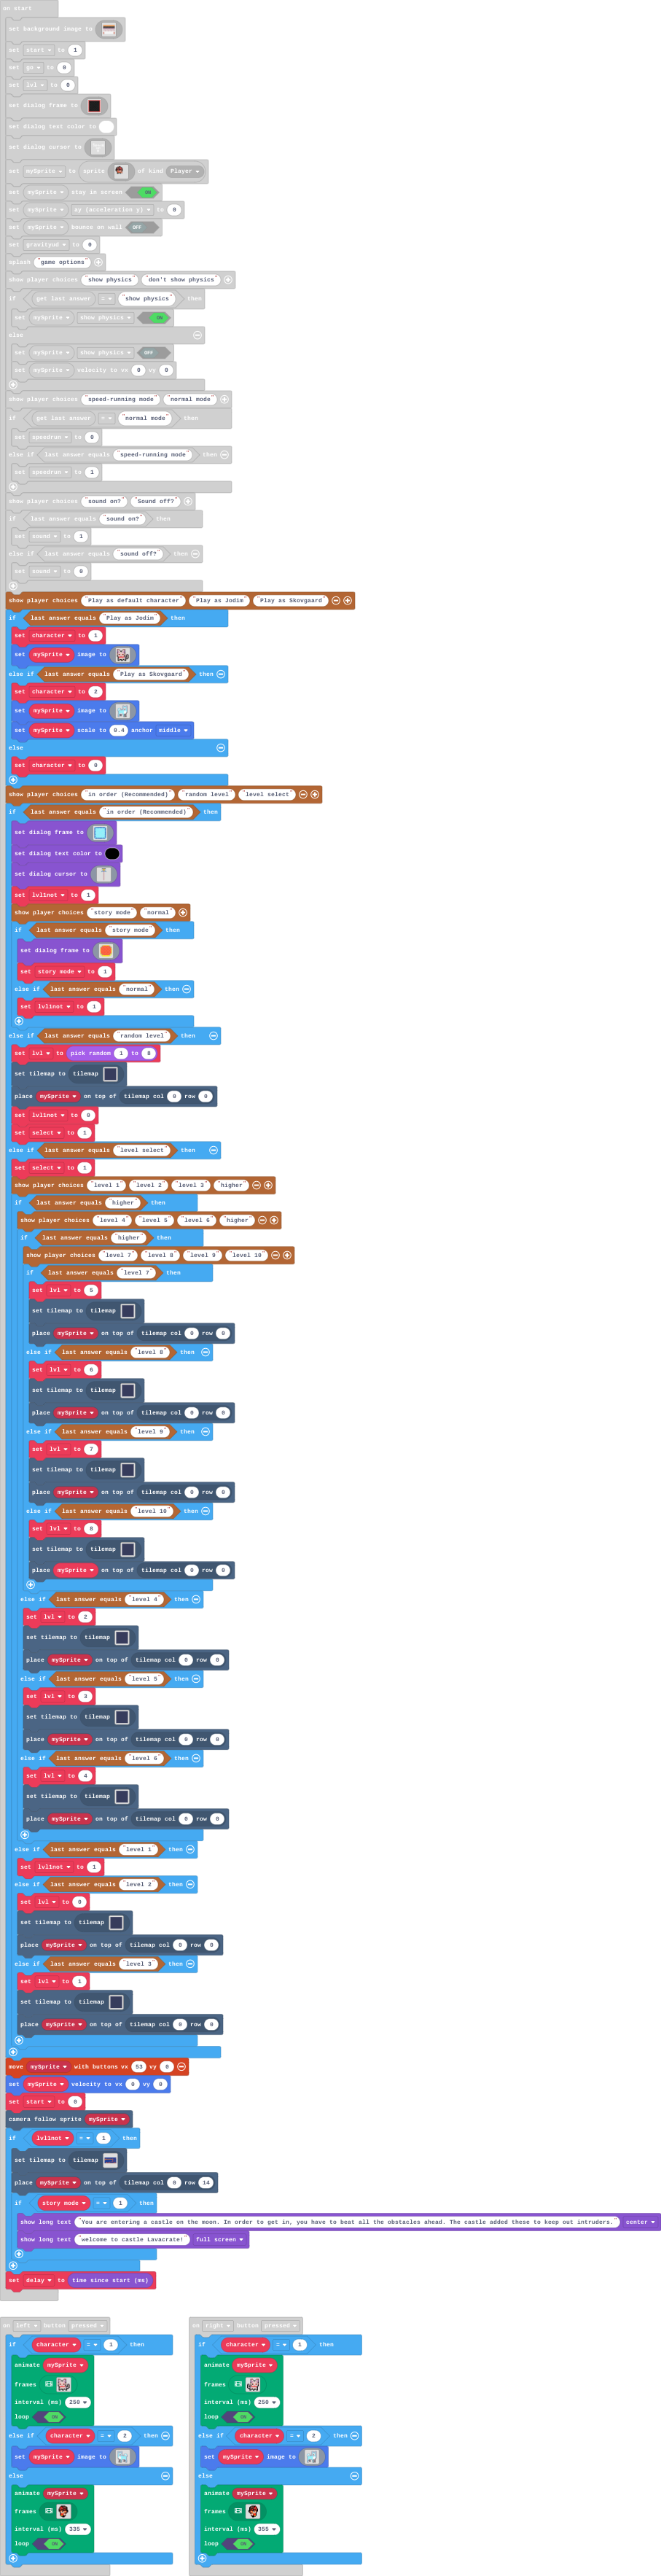 on start
set background image to
set start to 1
set go to 0
set lvl to 0
set dialog frame to
set dialog text color to
set dialog cursor to
set mySprite to sprite of kind Player
set mySprite stay in screen ON
set mySprite ay (acceleration y) to 0
set mySprite bounce on wall OFF
set gravityud to 0
splash "game options"
show player choices "show physics" "don't show physics"
if get last answer = "show physics" then
set mySprite show physics ON
else
set mySprite show physics OFF
set mySprite velocity to vx 0 vy 0
show player choices "speed-running mode" "normal mode"
if get last answer = "normal mode" then
set speedrun to 0
else if last answer equals "speed-running mode" then
set speedrun to 1
show player choices "sound on?" "Sound off?"
if last answer equals "sound on?" then
set sound to 1
else if last answer equals "sound off?" then
set sound to 0
show player choices "Play as default character" "Play as Jodim" "Play as Skovgaard"
if last answer equals "Play as Jodim" then
set character to 1
set mySprite image to
else if last answer equals "Play as Skovgaard" then
set character to 2
set mySprite image to
set mySprite scale to 0.4 anchor middle
else
set character to 0
show player choices "in order (Recommended)" "random level" "level select"
if last answer equals "in order (Recommended)" then
set dialog frame to
set dialog text color to
set dialog cursor to
set lvl1not to 1
show player choices "story mode" "normal"
if last answer equals "story mode" then
set dialog frame to
set story mode to 1
else if last answer equals "normal" then
set lvl1not to 1
else if last answer equals "random level" then
set lvl to pick random 1 to 8
set tilemap to tilemap
place mySprite on top of tilemap col 0 row 0
set lvl1not to 0
set select to 1
else if last answer equals "level select" then
set select to 1
show player choices "level 1" "level 2" "level 3" "higher"
if last answer equals "higher" then
show player choices "level 4" "level 5" "level 6" "higher"
if last answer equals "higher" then
show player choices "level 7" "level 8" "level 9" "level 10"
if last answer equals "level 7" then
set lvl to 5
set tilemap to tilemap
place mySprite on top of tilemap col 0 row 0
else if last answer equals "level 8" then
set lvl to 6
set tilemap to tilemap
place mySprite on top of tilemap col 0 row 0
else if last answer equals "level 9" then
set lvl to 7
set tilemap to tilemap
place mySprite on top of tilemap col 0 row 0
else if last answer equals "level 10" then
set lvl to 8
set tilemap to tilemap
place mySprite on top of tilemap col 0 row 0
else if last answer equals "level 4" then
set lvl to 2
set tilemap to tilemap
place mySprite on top of tilemap col 0 row 0
else if last answer equals "level 5" then
set lvl to 3
set tilemap to tilemap
place mySprite on top of tilemap col 0 row 0
else if last answer equals "level 6" then
set lvl to 4
set tilemap to tilemap
place mySprite on top of tilemap col 0 row 0
else if last answer equals "level 1" then
set lvl1not to 1
else if last answer equals "level 2" then
set lvl to 0
set tilemap to tilemap
place mySprite on top of tilemap col 0 row 0
else if last answer equals "level 3" then
set lvl to 1
set tilemap to tilemap
place mySprite on top of tilemap col 0 row 0
move mySprite with buttons vx 53 vy 0
set mySprite velocity to vx 0 vy 0
set start to 0
camera follow sprite mySprite
if lvl1not = 1 then
set tilemap to tilemap
place mySprite on top of tilemap col 0 row 14
if story mode = 1 then
show long text "You are entering a castle on the moon. In order to get in, you have to beat all the obstacles ahead. The castle added these to keep out intruders." center
show long text "welcome to castle Lavacrate!" full screen
set delay to time since start (ms)
on left button pressed
if character = 1 then
animate mySprite
frames
interval (ms) 250
loop ON
else if character = 2 then
set mySprite image to
else
animate mySprite
frames
interval (ms) 335
loop ON
on right button pressed
if character = 1 then
animate mySprite
frames
interval (ms) 250
loop ON
else if character = 2 then
set mySprite image to
else
animate mySprite
frames
interval (ms) 355
loop ON